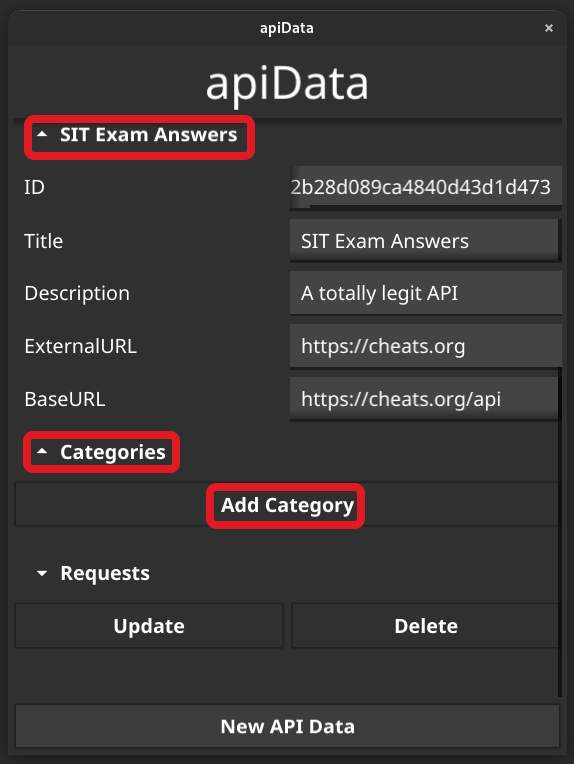 apiData
apiData
SIT Exam Answers
ID 2b28d089ca4840d43d1d473
Title SIT Exam Answers
Description A totally legit API
ExternalURL https://cheats.org
BaseURL https://cheats.org/api
Categories
Add Category
Requests
Update Delete
New API Data